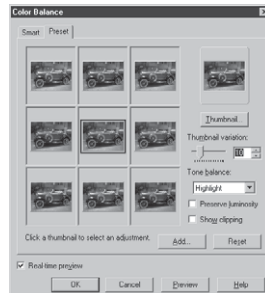 Color Balance
Smart Preset
Thumbnail...
Thumbnail variation:
10
Tone balance:
Highlight
Preserve luminosity
Show clipping
Click a thumbnail to select an adjustment.
Add... Reset
Real-time preview
OK Cancel Preview Help